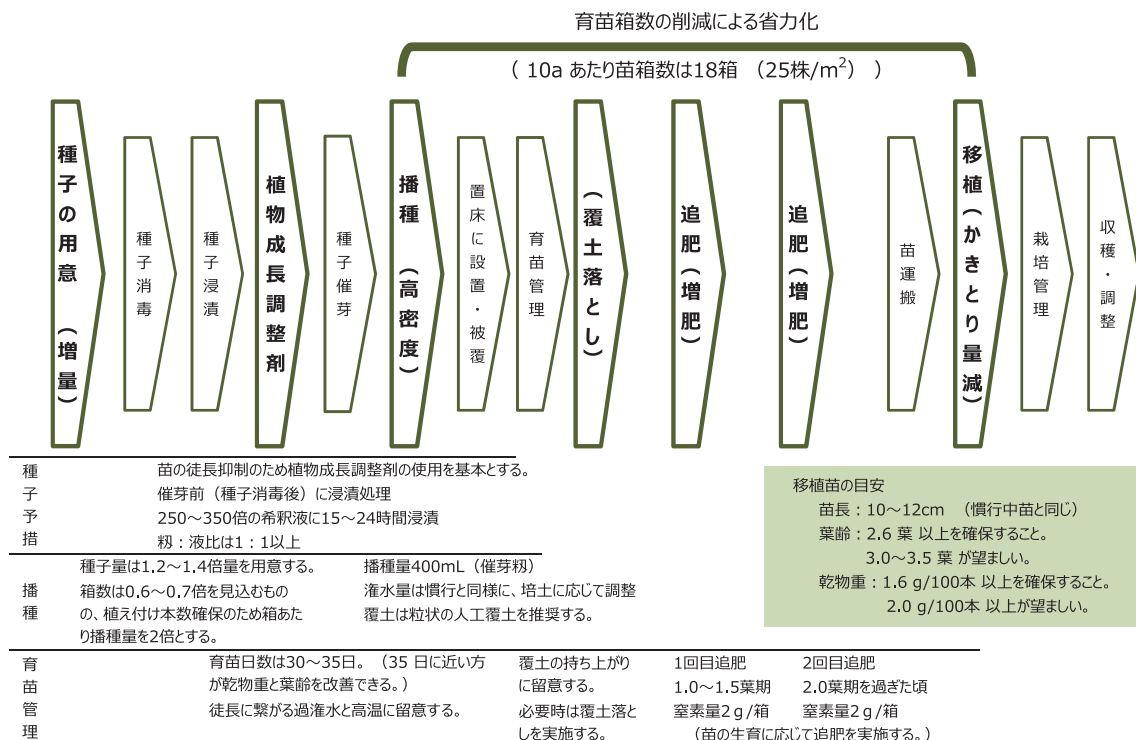 育苗箱数の削減による省力化
（ 10a あたり苗箱数は18箱 （25株/m²） ）
種子の用意 （増量）
種子消毒
種子浸漬
植物成長調整剤
種子催芽
播種 （高密度）
置床に設置・被覆
育苗管理
（覆土落とし）
追肥（増肥）
追肥（増肥）
苗運搬
移植（かきとり量減）
栽培管理
収穫・調整
種子予措
苗の徒長抑制のため植物成長調整剤の使用を基本とする。
催芽前（種子消毒後）に浸漬処理
250～350倍の希釈液に15～24時間浸漬
籾：液比は1：1以上
移植苗の目安
苗長：10～12cm （慣行中苗と同じ）
葉齢：2.6 葉 以上を確保すること。
3.0～3.5 葉 が望ましい。
乾物重：1.6 g/100本 以上を確保すること。
2.0 g/100本 以上が望ましい。
播種
種子量は1.2～1.4倍量を用意する。
箱数は0.6～0.7倍を見込むもの
の、植え付け本数確保のため箱あた
り播種量を2倍とする。
播種量400mL（催芽籾）
潅水量は慣行と同様に、培土に応じて調整
覆土は粒状の人工覆土を推奨する。
育苗管理
育苗日数は30～35日。（35 日に近い方
が乾物重と葉齢を改善できる。）
徒長に繋がる過潅水と高温に留意する。
覆土の持ち上がり
に留意する。
必要時は覆土落と
しを実施する。
1回目追肥
1.0～1.5葉期
窒素量2ｇ/箱
2回目追肥
2.0葉期を過ぎた頃
窒素量2ｇ/箱
（苗の生育に応じて追肥を実施する。）